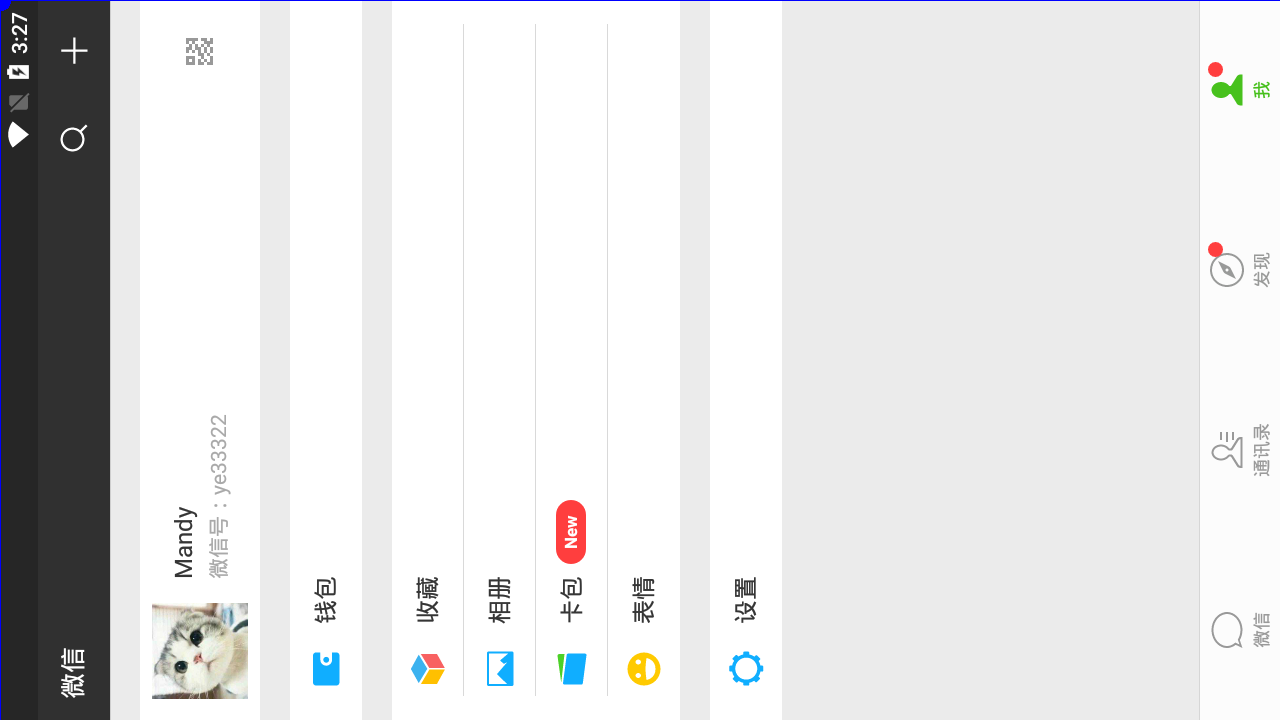 3:27
微信
Mandy
微信号：ye33322
钱包
收藏
相册
卡包 New
表情
设置
微信
通讯录
发现
我